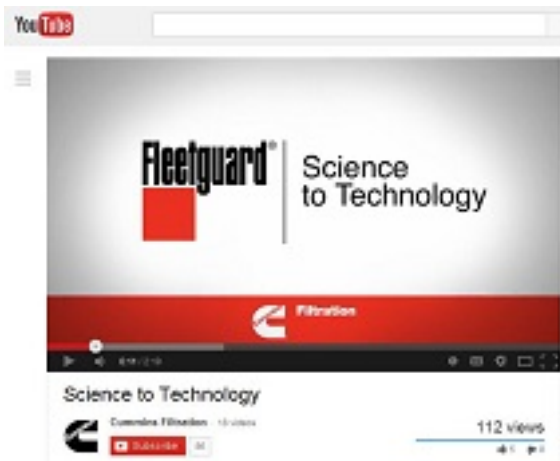 YouTube
Fleetguard®
Science
to Technology
Filtration
Science to Technology
Cummins Filtration
Subscribe
112 views